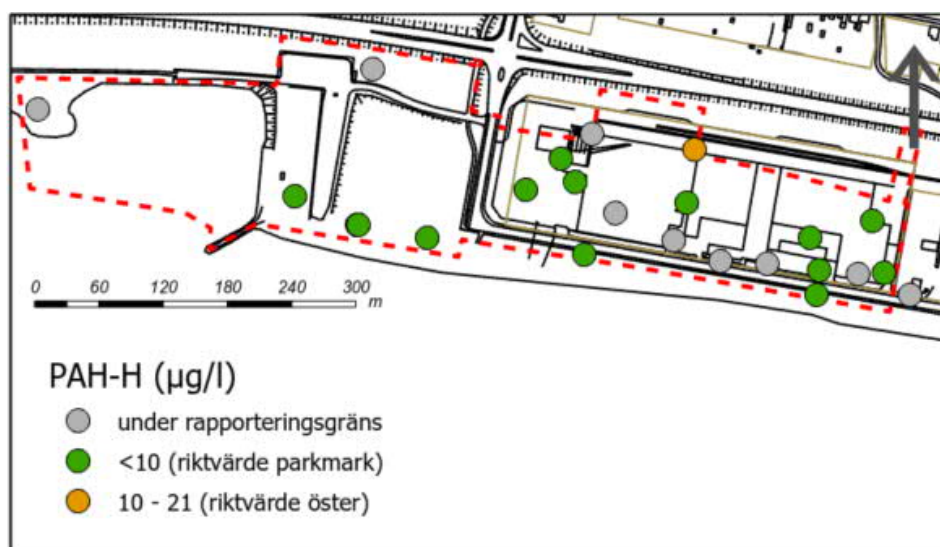 0 60 120 180 240 300
m
PAH-H (µg/l)
under rapporteringsgräns
<10 (riktvärde parkmark)
10 - 21 (riktvärde öster)